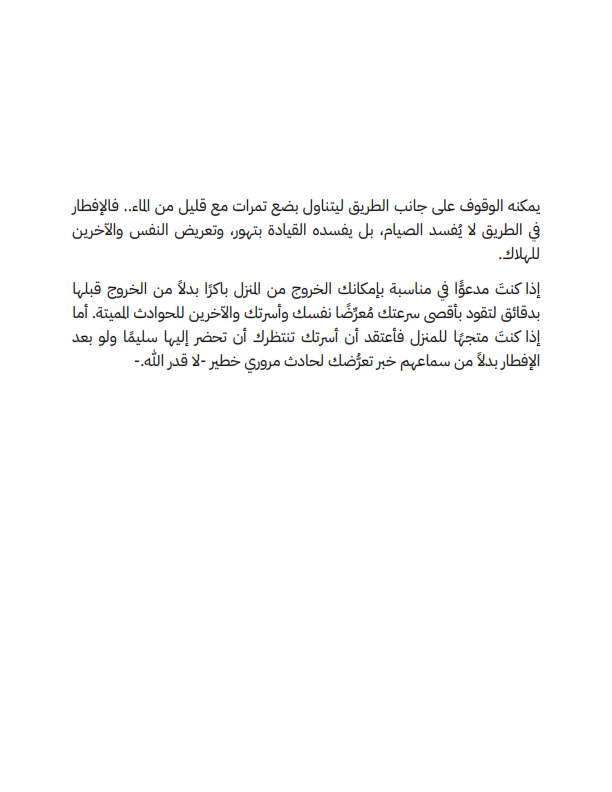 يمكنه الوقوف على جانب الطريق ليتناول بضع تمرات مع قليل من الماء.. فالإفطار
في الطريق لا يُفسد الصيام، بل يفسده القيادة بتهور، وتعريض النفس والآخرين
للهلاك.
إذا كنتَ مدعوًّا في مناسبة بإمكانك الخروج من المنزل باكرًا بدلاً من الخروج قبلها
بدقائق لتقود بأقصى سرعتك مُعرِّضًا نفسك وأسرتك والآخرين للحوادث المميتة. أما
إذا كنتَ متجهًا للمنزل فأعتقد أن أسرتك تنتظرك أن تحضر إليها سليمًا ولو بعد
الإفطار بدلاً من سماعهم خبر تعرُّضك لحادث مروري خطير -لا قدر الله.-